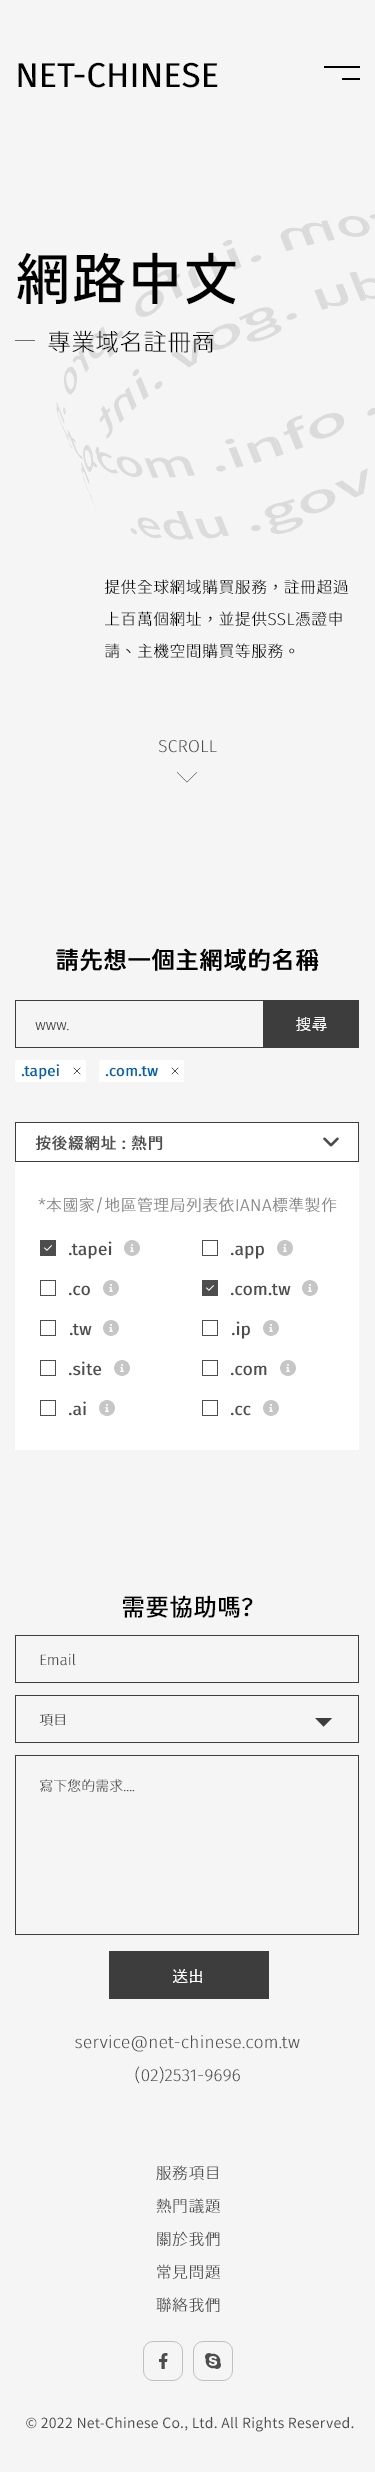 NET-CHINESE
網路中文
專業域名註冊商
.com .info
.edu .gov
提供全球網域購買服務，註冊超過
上百萬個網址，並提供SSL憑證申
請、主機空間購買等服務。
SCROLL
請先想一個主網域的名稱
www. 搜尋
.tapei × .com.tw ×
按後綴網址 : 熱門
*本國家/地區管理局列表依IANA標準製作
.tapei .app
.co .com.tw
.tw .ip
.site .com
.ai .cc
需要協助嗎?
Email
項目
寫下您的需求....
送出
service@net-chinese.com.tw
(02)2531-9696
服務項目
熱門議題
關於我們
常見問題
聯絡我們
© 2022 Net-Chinese Co., Ltd. All Rights Reserved.